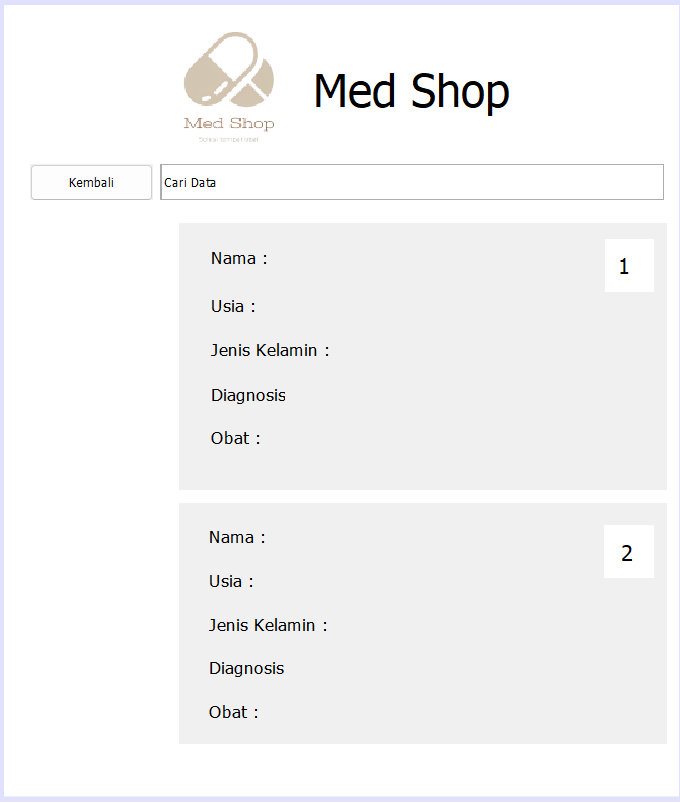 Med Shop
Med Shop
Kembali
Cari Data
Nama :
1
Usia :
Jenis Kelamin :
Diagnosis
Obat :
Nama :
2
Usia :
Jenis Kelamin :
Diagnosis
Obat :